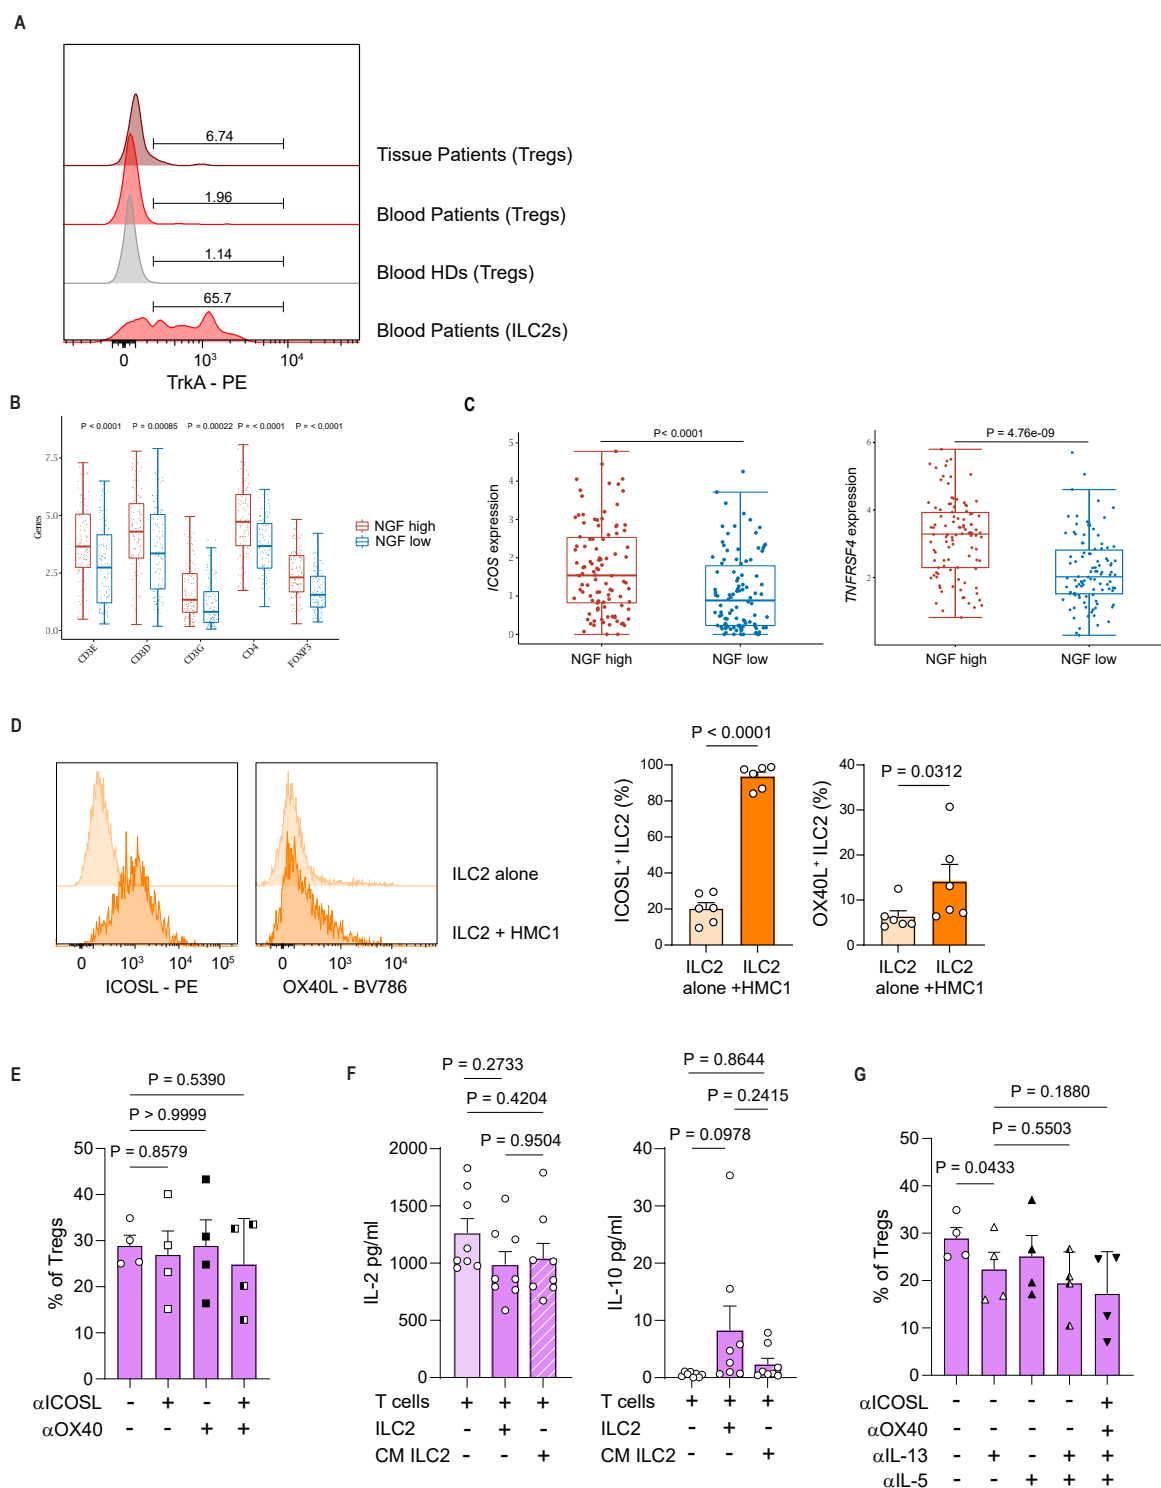 A
6.74
Tissue Patients (Tregs)
1.96
Blood Patients (Tregs)
1.14
Blood HDs (Tregs)
65.7
Blood Patients (ILC2s)
0 10³ 10⁴
TrkA - PE
B
P < 0.0001 P = 0.00085 P = 0.00022 P = < 0.0001 P = < 0.0001
Genes
7.5
5.0
2.5
0.0
CD3E CD3D CD3G CD4 FOXP3
NGF high
NGF low
C
P< 0.0001
ICOS expression
5
4
3
2
1
0
NGF high NGF low
P = 4.76e-09
TNFRSF4 expression
6
4
2
NGF high NGF low
D
ILC2 alone
ILC2 + HMC1
0 10³ 10⁴ 10⁵
ICOSL - PE
0 10³ 10⁴
OX40L - BV786
P < 0.0001
ICOSL⁺ ILC2 (%)
100
80
60
40
20
0
ILC2 ILC2
alone +HMC1
P = 0.0312
OX40L⁺ ILC2 (%)
40
30
20
10
0
ILC2 ILC2
alone +HMC1
E
P = 0.5390
P > 0.9999
P = 0.8579
% of Tregs
50
40
30
20
10
0
αICOSL - + - +
αOX40 - - + +
F
P = 0.2733
P = 0.4204
P = 0.9504
IL-2 pg/ml
2000
1500
1000
500
0
T cells + + +
ILC2 - + -
CM ILC2 - - +
P = 0.8644
P = 0.2415
P = 0.0978
IL-10 pg/ml
40
30
20
10
0
T cells + + +
ILC2 - + -
CM ILC2 - - +
G
P = 0.1880
P = 0.5503
P = 0.0433
% of Tregs
50
40
30
20
10
0
αICOSL - - - - +
αOX40 - - - - +
αIL-13 - + - + +
αIL-5 - - + + +